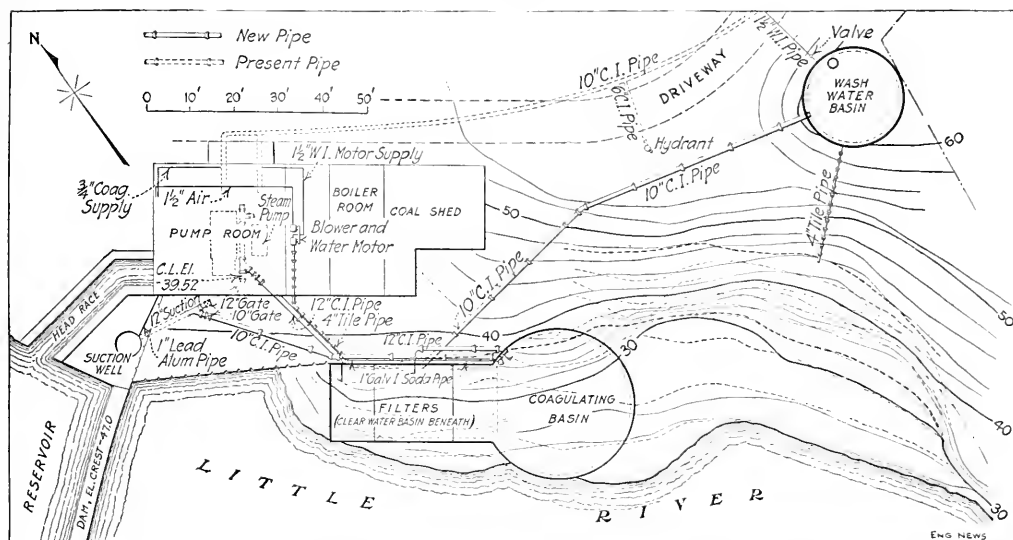 N
New Pipe
Present Pipe
0 10' 20' 30' 40' 50'
10"C.I. Pipe
6"C.I. Pipe
DRIVEWAY
1½"W.I. Pipe
Valve
WASH
WATER
BASIN
Hydrant
10"C.I. Pipe
60
4"Tile Pipe
1½"W.I. Motor Supply
¾"Coag.
Supply
1½"Air
Steam
Pump
PUMP ROOM
BOILER
ROOM
COAL SHED
Blower and
Water Motor
50
C.L.El.
39.52
10"C.I. Pipe
HEAD RACE
12"Suction
12"Gate
10"Gate
12"C.I. Pipe
4"Tile Pipe
12"C.I. Pipe
40
30
50
SUCTION
WELL
1"Lead
Alum Pipe
10"C.I. Pipe
1"Galv I Soda Pipe
FILTERS
(CLEAR WATER BASIN BENEATH)
COAGULATING
BASIN
40
RESERVOIR
DAM, EL. CREST-47.0
LITTLE RIVER
30
ENG NEWS